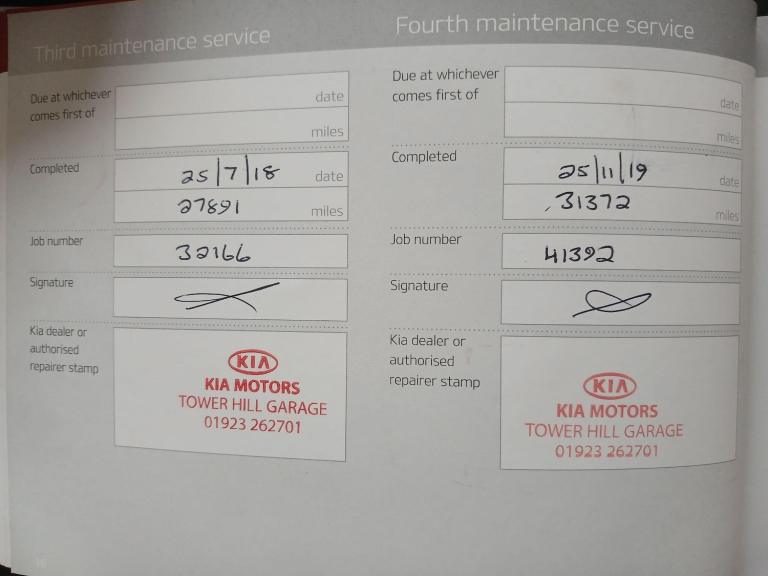 Third maintenance service
Due at whichever
comes first of
date
miles
Completed
25/7/18 date
27891 miles
Job number
32166
Signature
Kia dealer or
authorised
repairer stamp
KIA
KIA MOTORS
TOWER HILL GARAGE
01923 262701
16
Fourth maintenance service
Due at whichever
comes first of
date
miles
Completed
25/11/19 date
31372 miles
Job number
41392
Signature
Kia dealer or
authorised
repairer stamp
KIA
KIA MOTORS
TOWER HILL GARAGE
01923 262701